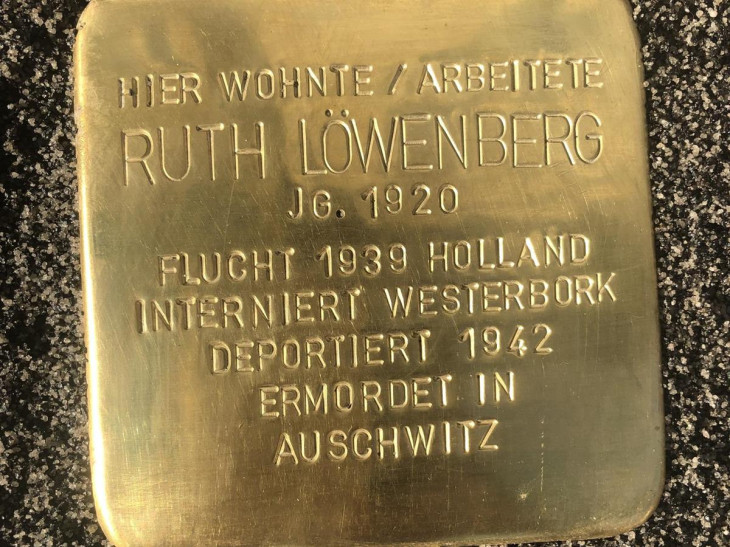 HIER WOHNTE / ARBEITETE
RUTH LÖWENBERG
JG. 1920
FLUCHT 1939 HOLLAND
INTERNIERT WESTERBORK
DEPORTIERT 1942
ERMORDET IN
AUSCHWITZ